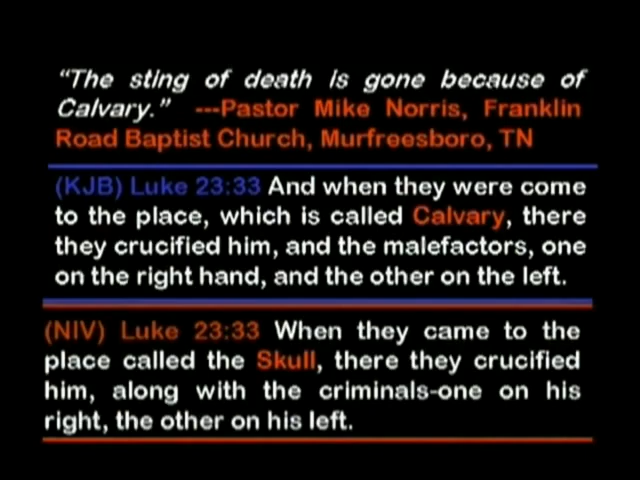 “The sting of death is gone because of
Calvary.” ---Pastor Mike Norris, Franklin
Road Baptist Church, Murfreesboro, TN
(KJB) Luke 23:33 And when they were come
to the place, which is called Calvary, there
they crucified him, and the malefactors, one
on the right hand, and the other on the left.
(NIV) Luke 23:33 When they came to the
place called the Skull, there they crucified
him, along with the criminals-one on his
right, the other on his left.